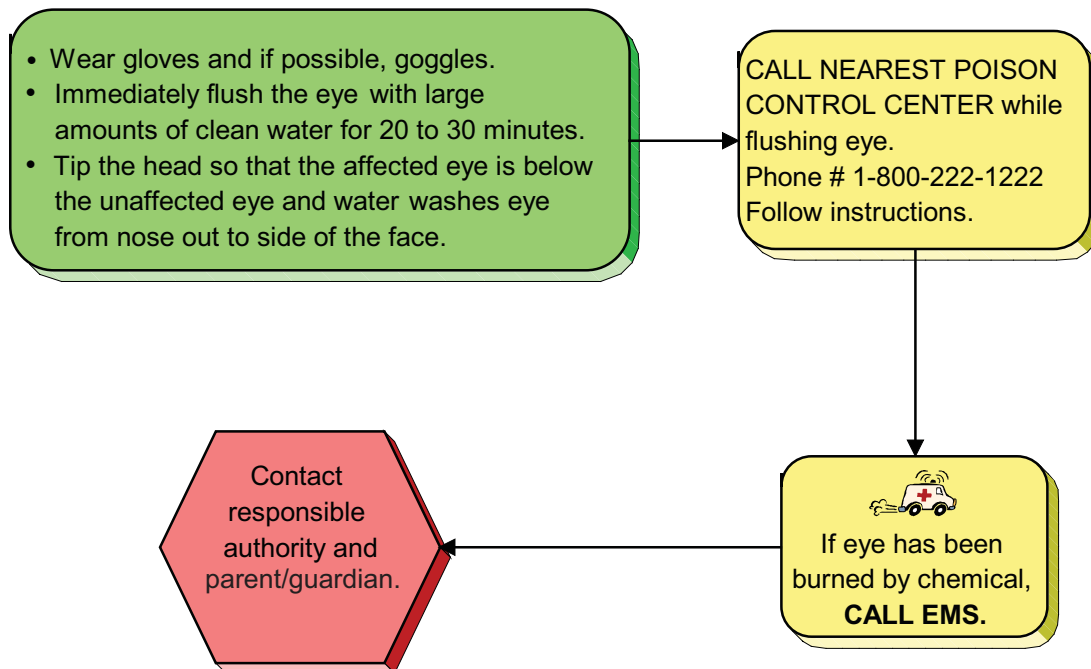 • Wear gloves and if possible, goggles.
• Immediately flush the eye with large
amounts of clean water for 20 to 30 minutes.
• Tip the head so that the affected eye is below
the unaffected eye and water washes eye
from nose out to side of the face.
CALL NEAREST POISON
CONTROL CENTER while
flushing eye.
Phone # 1-800-222-1222
Follow instructions.
If eye has been
burned by chemical,
CALL EMS.
Contact
responsible
authority and
parent/guardian.